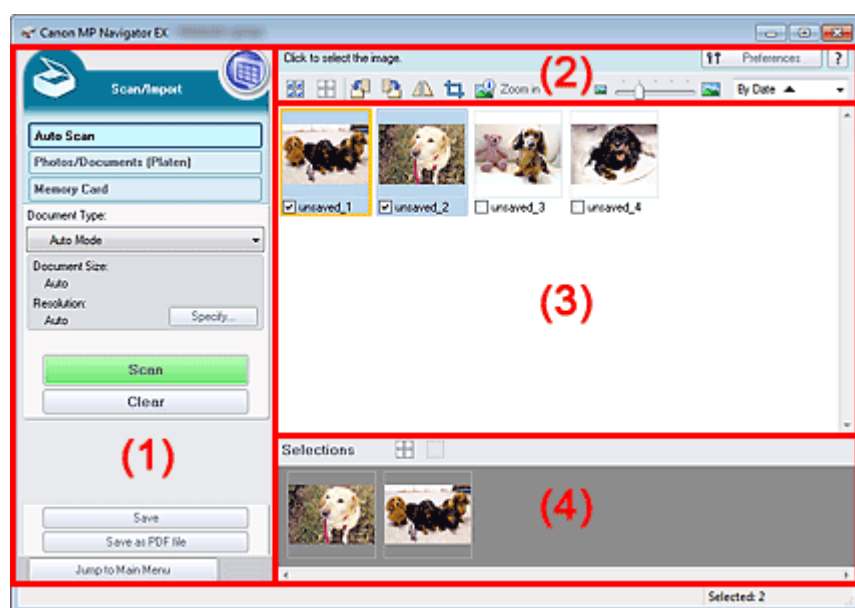 Canon MP Navigator EX
Scan/Import
Auto Scan
Photos/Documents (Platen)
Memory Card
Document Type:
Auto Mode
Document Size:
Auto
Resolution:
Auto
Specify...
Scan
Clear
(1)
Save
Save as PDF file
Jump to Main Menu
Click to select the image.
Preferences
?
(2)
Zoom in
By Date
unsaved_1
unsaved_2
unsaved_3
unsaved_4
(3)
Selections
(4)
Selected: 2